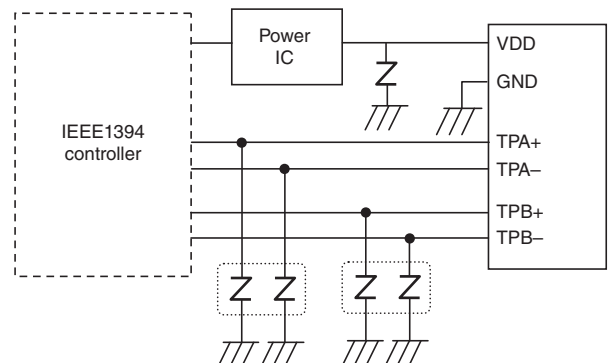 Power
IC
VDD
GND
IEEE1394
controller
TPA+
TPA–
TPB+
TPB–